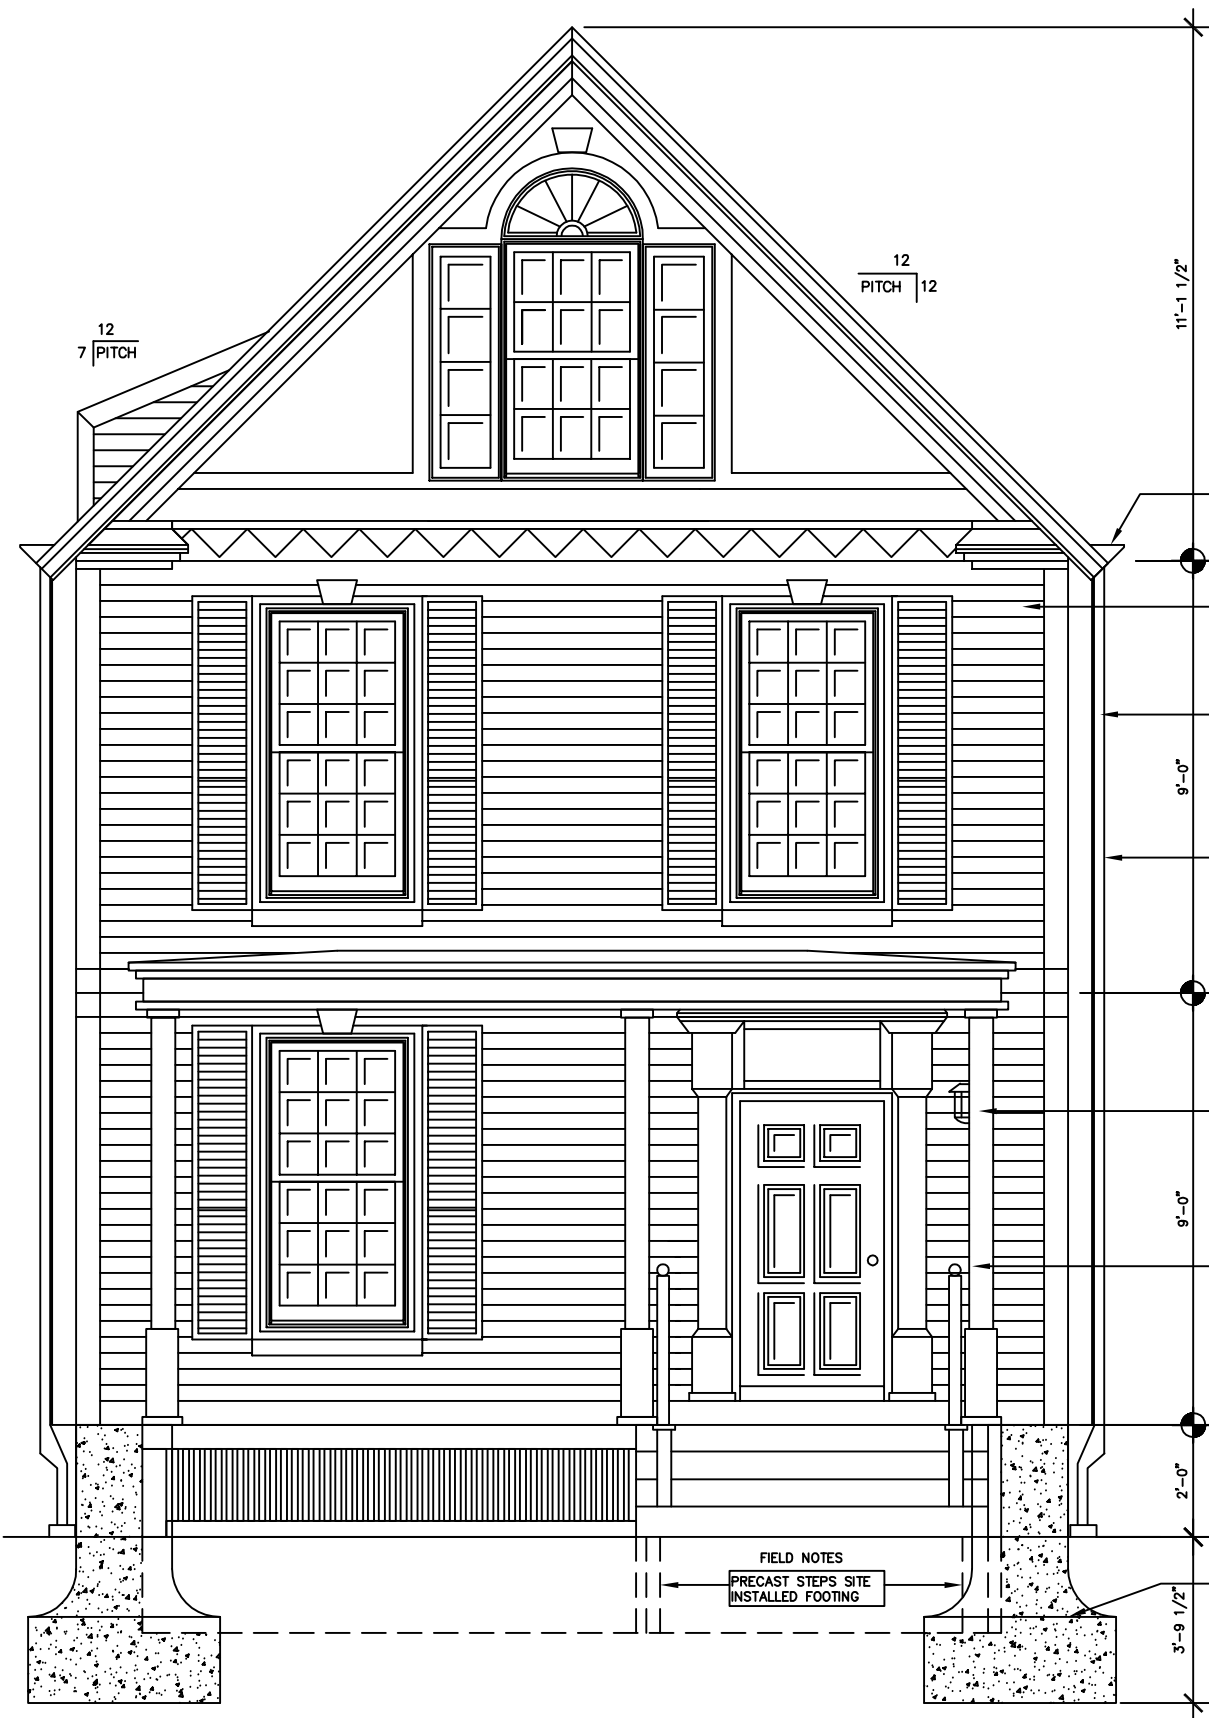 12
PITCH 12
11'-1 1/2"
12
7 PITCH
9'-0"
9'-0"
2'-0"
FIELD NOTES
PRECAST STEPS SITE
INSTALLED FOOTING
3'-9 1/2"